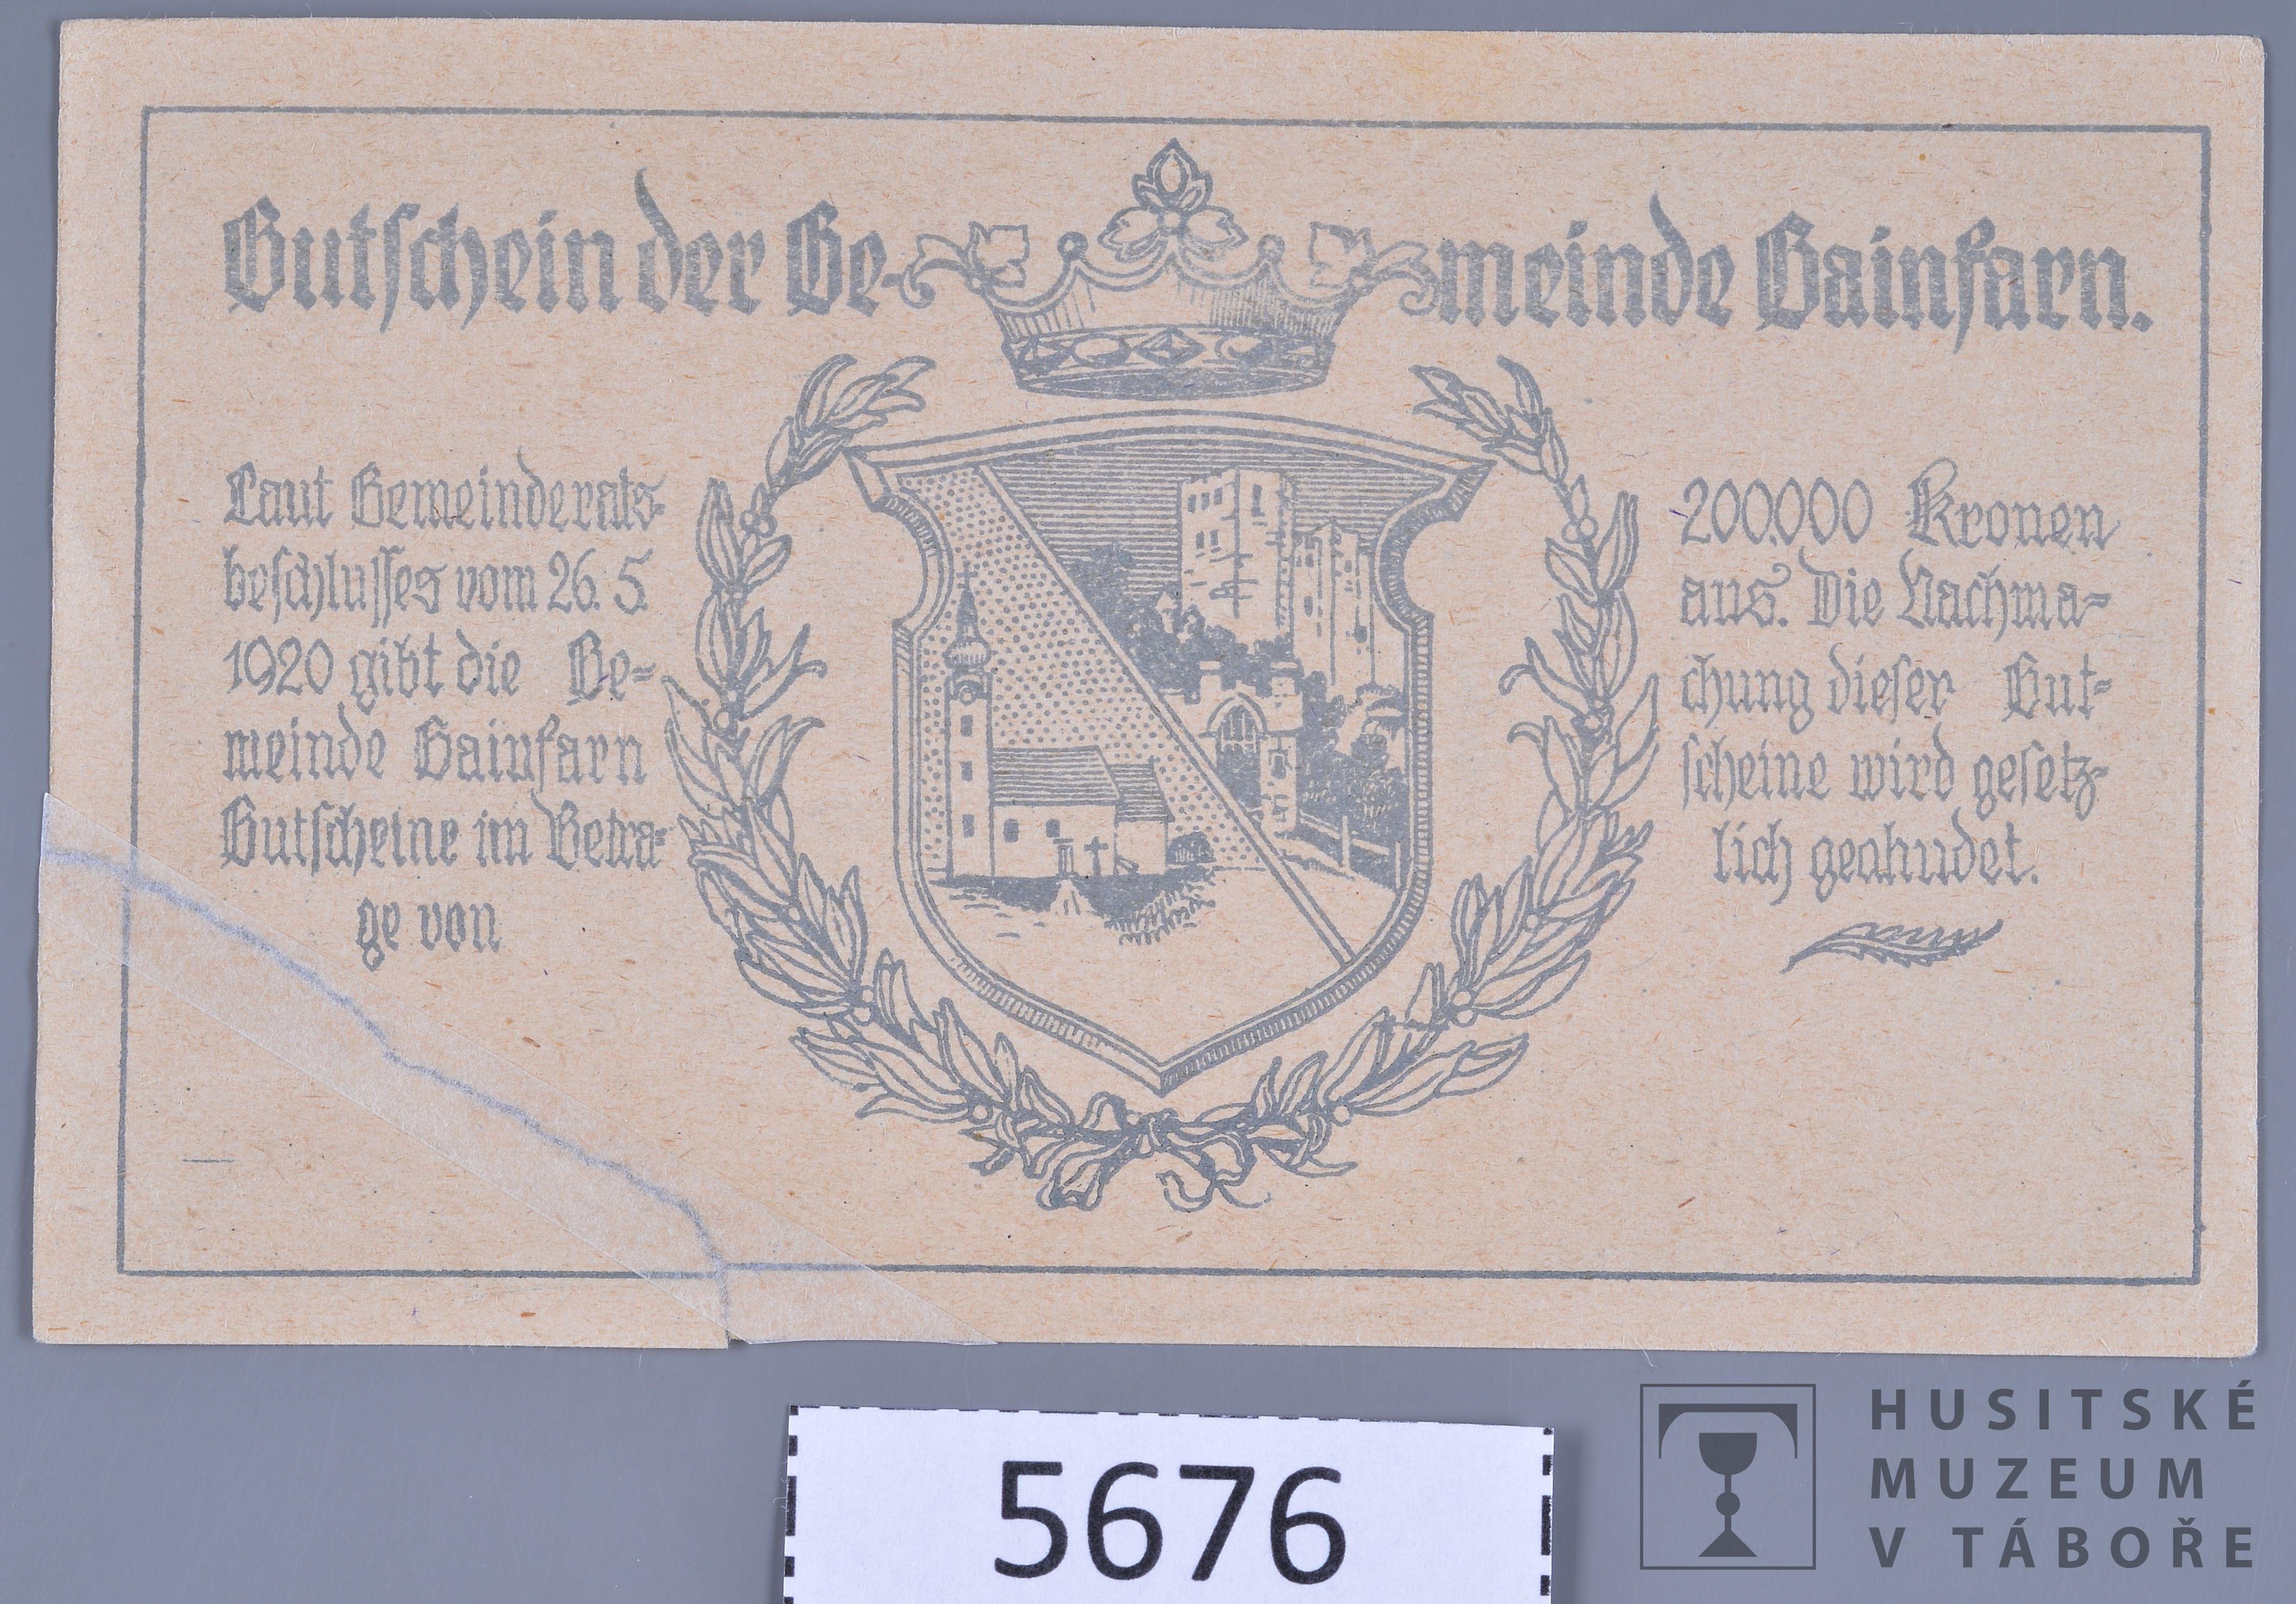 Gutschein der Ge-meinde Gainfarn.
Laut Gemeinderats-
beschlusses vom 26. 5.
1920 gibt die Ge-
meinde Gainfarn
Gutscheine im Betra-
ge von
200.000 Kronen
aus. Die Nachma-
chung dieser Gut-
scheine wird gesetz-
lich geahndet.
5676
HUSITSKÉ
MUZEUM
V TÁBOŘE